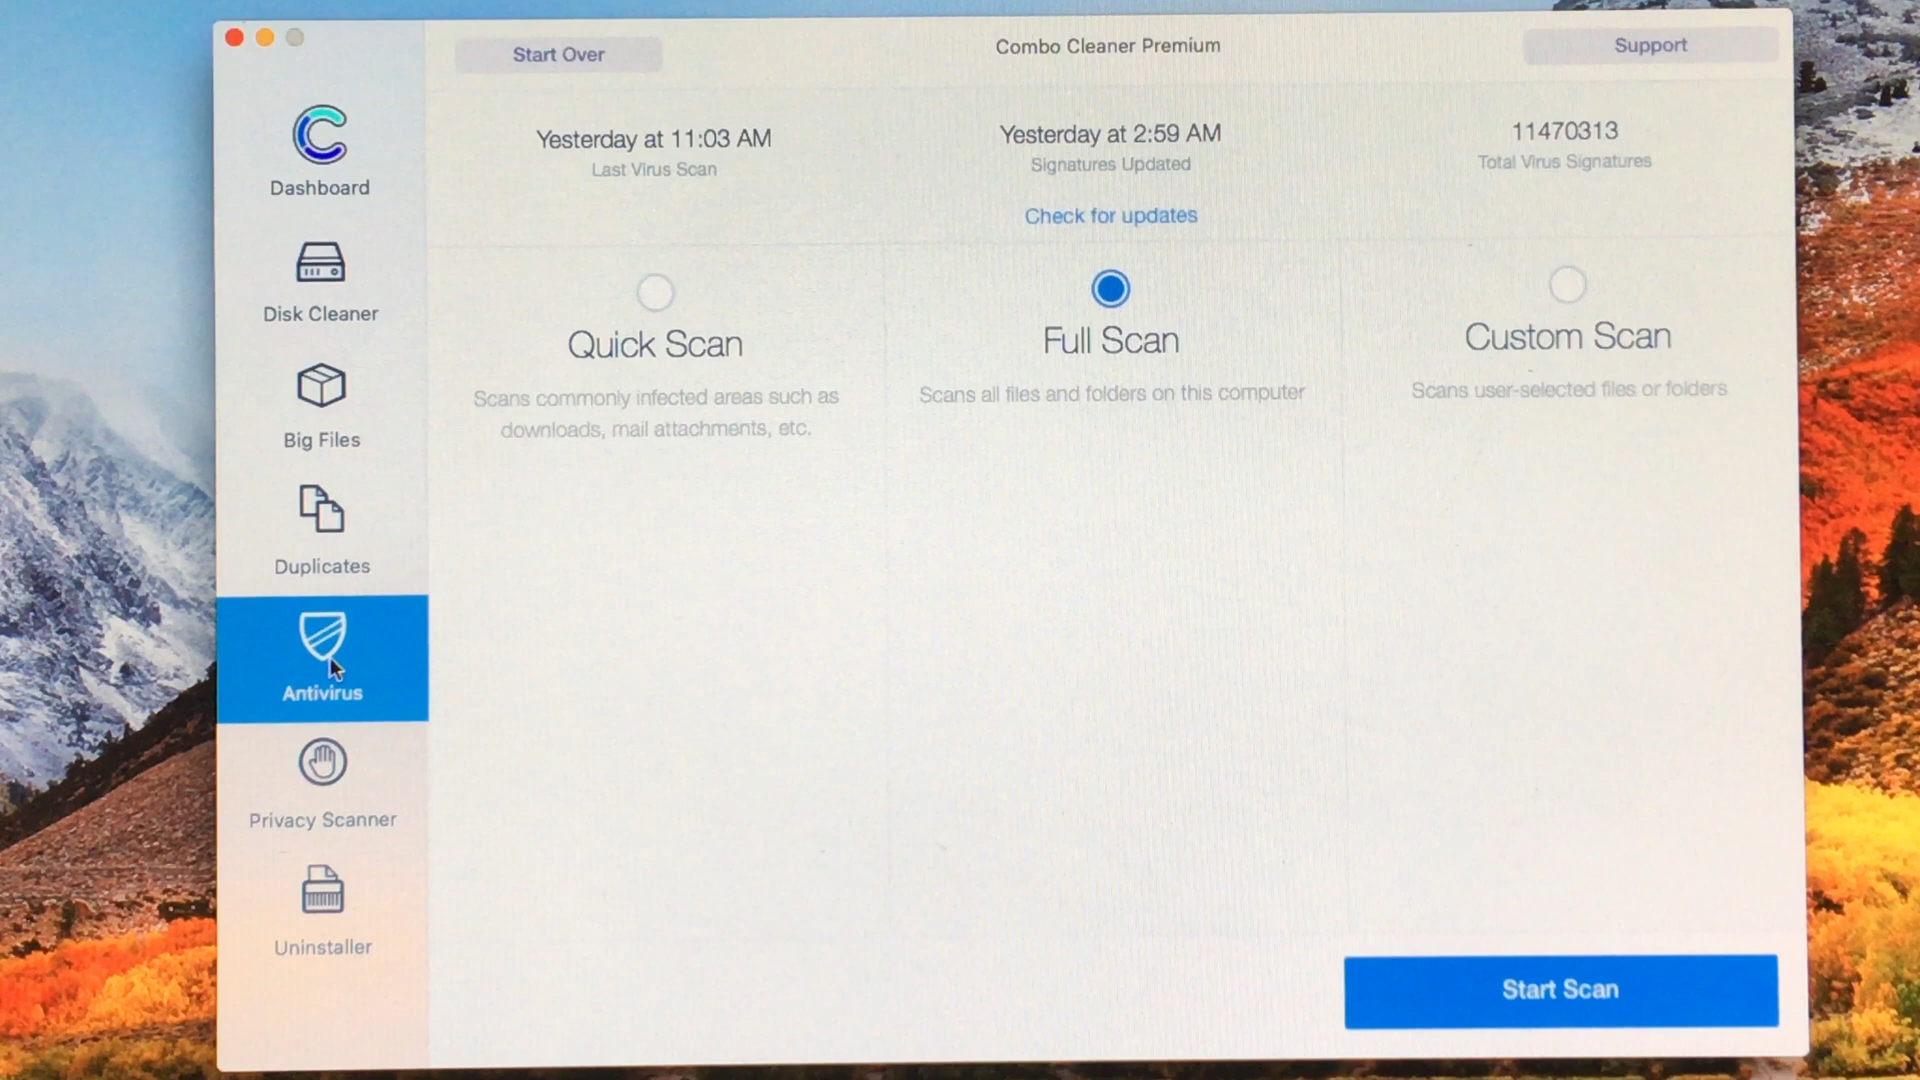 Start Over
Combo Cleaner Premium
Support
Dashboard
Disk Cleaner
Big Files
Duplicates
Antivirus
Privacy Scanner
Uninstaller
Yesterday at 11:03 AM
Last Virus Scan
Yesterday at 2:59 AM
Signatures Updated
Check for updates
11470313
Total Virus Signatures
Quick Scan
Scans commonly infected areas such as
downloads, mail attachments, etc.
Full Scan
Scans all files and folders on this computer
Custom Scan
Scans user-selected files or folders
Start Scan